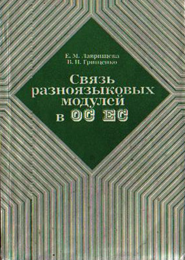 Е. М. Лаврищева
В. Н. Грищенко
Связь
разноязыковых
модулей
в ОС ЕС